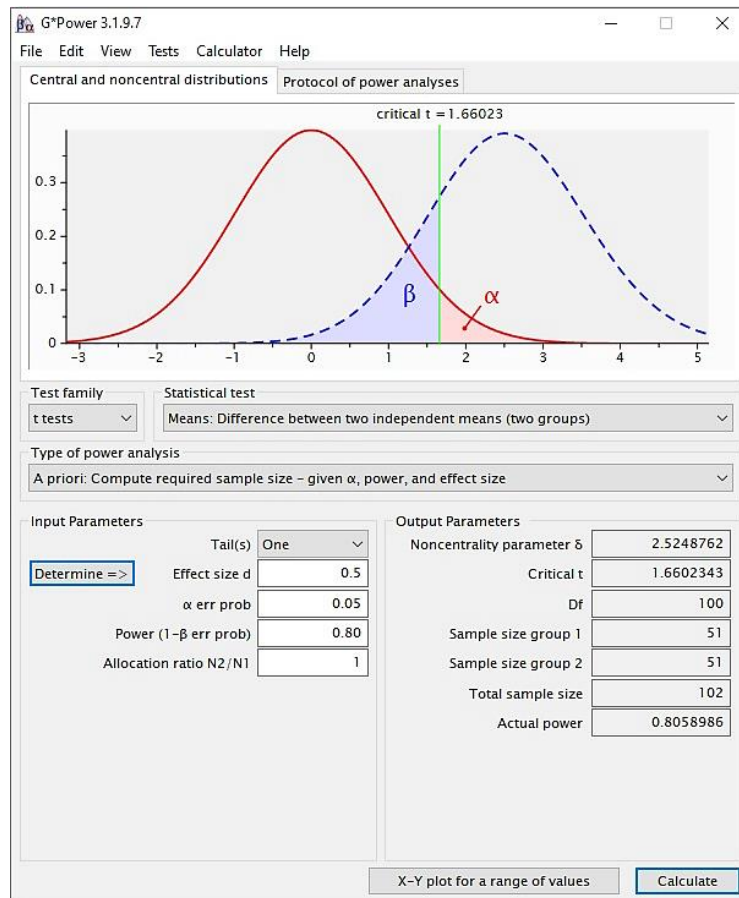 G*Power 3.1.9.7
File Edit View Tests Calculator Help
Central and noncentral distributions Protocol of power analyses
critical t = 1.66023
0.3
0.2
0.1
0
β
α
-3 -2 -1 0 1 2 3 4 5
Test family Statistical test
t tests Means: Difference between two independent means (two groups)
Type of power analysis
A priori: Compute required sample size – given α, power, and effect size
Input Parameters Output Parameters
Tail(s) One Noncentrality parameter δ 2.5248762
Determine => Effect size d 0.5 Critical t 1.6602343
α err prob 0.05 Df 100
Power (1-β err prob) 0.80 Sample size group 1 51
Allocation ratio N2/N1 1 Sample size group 2 51
Total sample size 102
Actual power 0.8058986
X-Y plot for a range of values Calculate